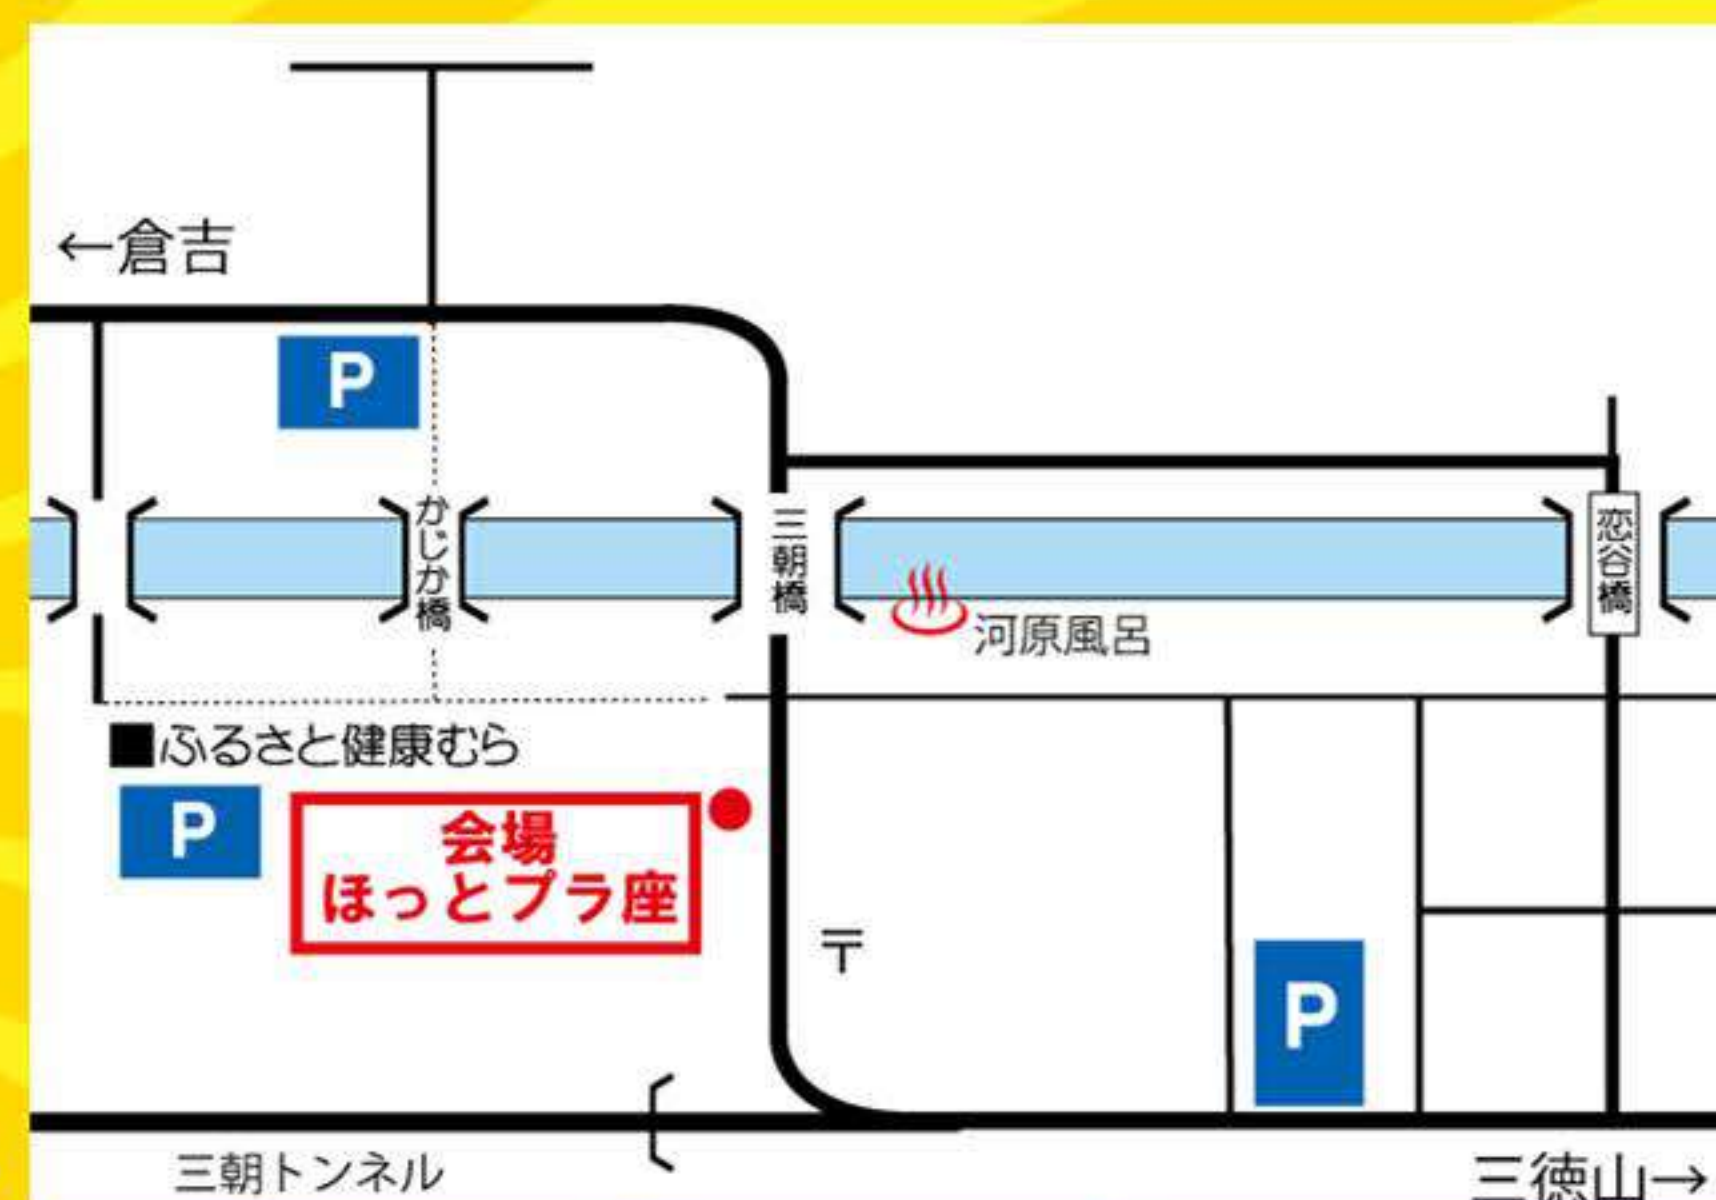 ←倉吉
P
かじか橋
三朝橋
恋谷橋
河原風呂
■ふるさと健康むら
P
会場
ほっとプラ座
〒
P
三朝トンネル
三徳山→